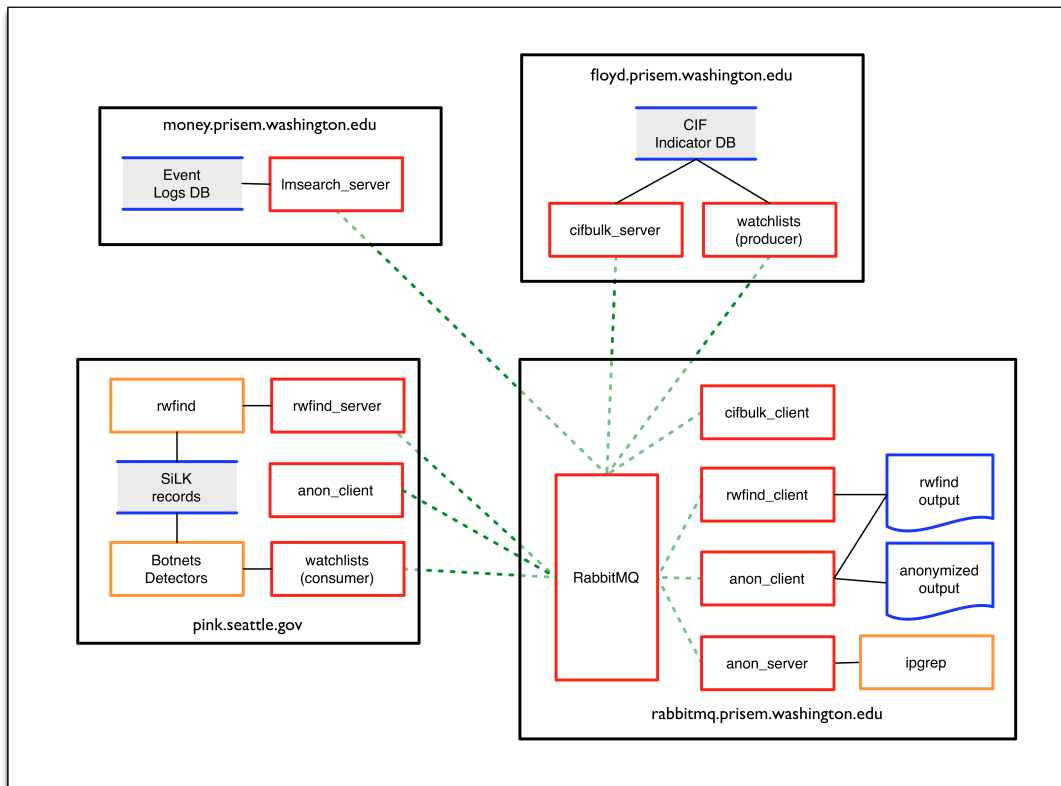 floyd.prisem.washington.edu
CIF
Indicator DB
cifbulk_server
watchlists
(producer)
money.prisem.washington.edu
Event
Logs DB
lmsearch_server
rwfind
rwfind_server
SiLK
records
anon_client
Botnets
Detectors
watchlists
(consumer)
pink.seattle.gov
RabbitMQ
cifbulk_client
rwfind_client
rwfind
output
anon_client
anonymized
output
anon_server
ipgrep
rabbitmq.prisem.washington.edu